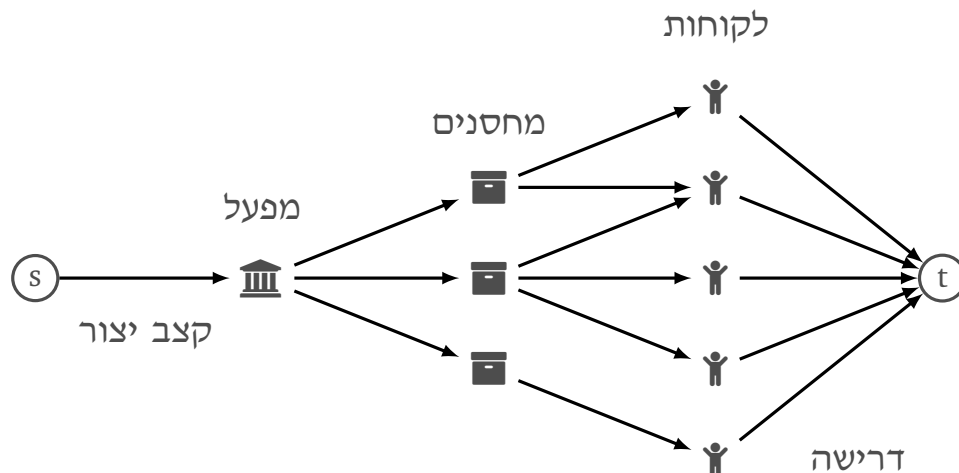 לקוחות
מחסנים
מפעל
s
t
קצב יצור
דרישה